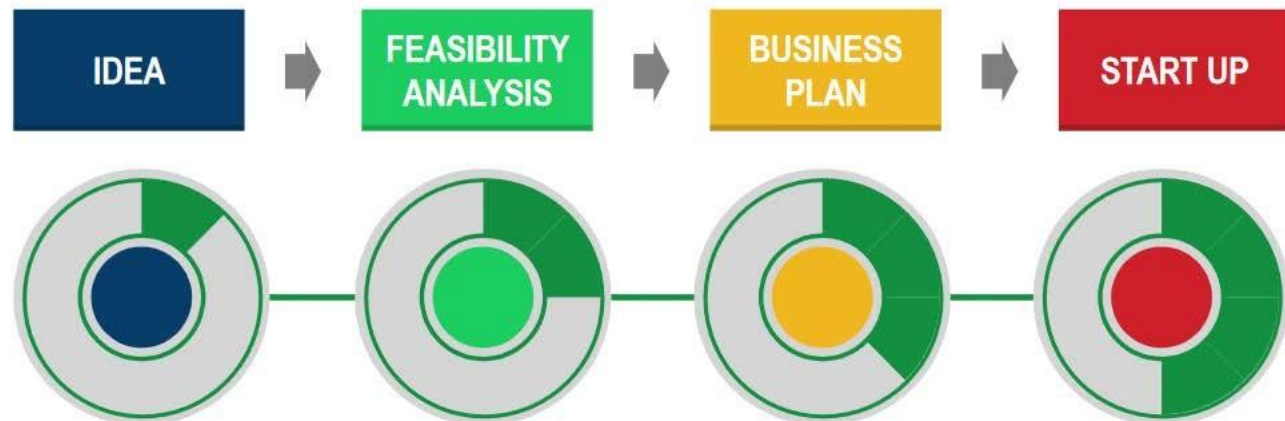 IDEA
FEASIBILITY
ANALYSIS
BUSINESS
PLAN
START UP